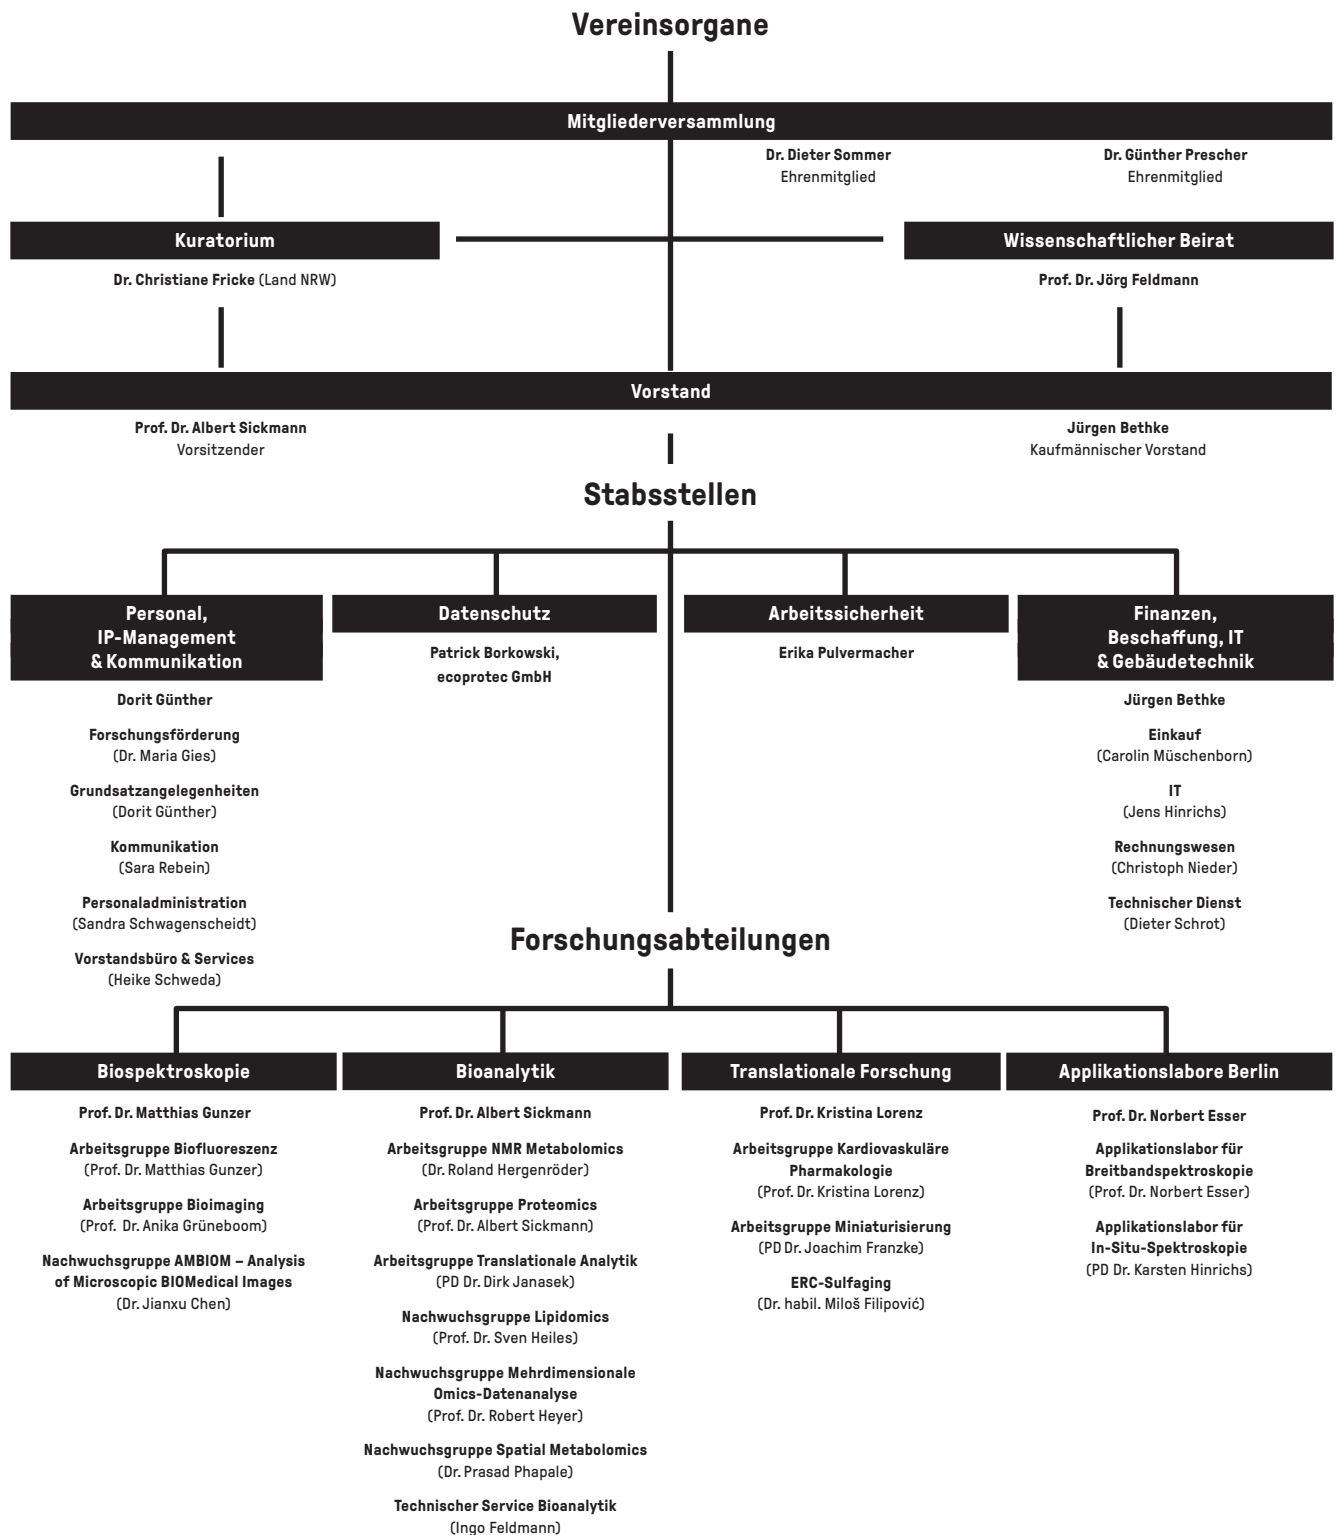 Vereinsorgane
Mitgliederversammlung
Dr. Dieter Sommer
Ehrenmitglied
Dr. Günther Prescher
Ehrenmitglied
Kuratorium
Dr. Christiane Fricke (Land NRW)
Wissenschaftlicher Beirat
Prof. Dr. Jörg Feldmann
Vorstand
Prof. Dr. Albert Sickmann
Vorsitzender
Jürgen Bethke
Kaufmännischer Vorstand
Stabsstellen
Personal,
IP-Management
& Kommunikation
Dorit Günther
Forschungsförderung
(Dr. Maria Gies)
Grundsatzangelegenheiten
(Dorit Günther)
Kommunikation
(Sara Rebein)
Personaladministration
(Sandra Schwagenscheidt)
Vorstandsbüro & Services
(Heike Schweda)
Datenschutz
Patrick Borkowski,
ecoprotec GmbH
Arbeitssicherheit
Erika Pulvermacher
Finanzen,
Beschaffung, IT
& Gebäudetechnik
Jürgen Bethke
Einkauf
(Carolin Müschenborn)
IT
(Jens Hinrichs)
Rechnungswesen
(Christoph Nieder)
Technischer Dienst
(Dieter Schrot)
Forschungsabteilungen
Biospektroskopie
Prof. Dr. Matthias Gunzer
Arbeitsgruppe Biofluoreszenz
(Prof. Dr. Matthias Gunzer)
Arbeitsgruppe Bioimaging
(Prof. Dr. Anika Grüneboom)
Nachwuchsgruppe AMBIOM – Analysis
of Microscopic BIOMedical Images
(Dr. Jianxu Chen)
Bioanalytik
Prof. Dr. Albert Sickmann
Arbeitsgruppe NMR Metabolomics
(Dr. Roland Hergenröder)
Arbeitsgruppe Proteomics
(Prof. Dr. Albert Sickmann)
Arbeitsgruppe Translationale Analytik
(PD Dr. Dirk Janasek)
Nachwuchsgruppe Lipidomics
(Prof. Dr. Sven Heiles)
Nachwuchsgruppe Mehrdimensionale
Omics-Datenanalyse
(Prof. Dr. Robert Heyer)
Nachwuchsgruppe Spatial Metabolomics
(Dr. Prasad Phapale)
Technischer Service Bioanalytik
(Ingo Feldmann)
Translationale Forschung
Prof. Dr. Kristina Lorenz
Arbeitsgruppe Kardiovaskuläre
Pharmakologie
(Prof. Dr. Kristina Lorenz)
Arbeitsgruppe Miniaturisierung
(PD Dr. Joachim Franzke)
ERC-Sulfaging
(Dr. habil. Miloš Filipović)
Applikationslabore Berlin
Prof. Dr. Norbert Esser
Applikationslabor für
Breitbandspektroskopie
(Prof. Dr. Norbert Esser)
Applikationslabor für
In-Situ-Spektroskopie
(PD Dr. Karsten Hinrichs)